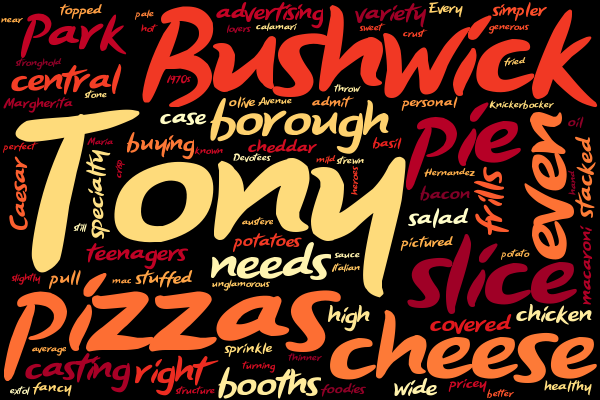 near
topped
pale
advertising
variety
Every
simpler
Park
hot
lovers
calamari
sweet
crust
generous
stronghold
Bushwick
central
1970s
fried
stone
throw
Margherita
olive
Avenue
admit
personal
Knickerbocker
case
borough
pie
oil
perfect
Maria
buying
known
cheddar
basil
even
stacked
Caesar
specialty
crisp
Devotees
mild
strewn
Hernandez
frills
hard
Tony
heroes
bacon
still
austere
salad
teenagers
potatoes
pictured
macaroni
needs
sauce
Italian
slice
potato
slightly
pull
mac
stuffed
unglamorous
pizzas
high
covered
chicken
average
sprinkle
cheese
casting
right
thinner
turning
booths
extol
fancy
structure
foodies
wide
pricey
better
healthy